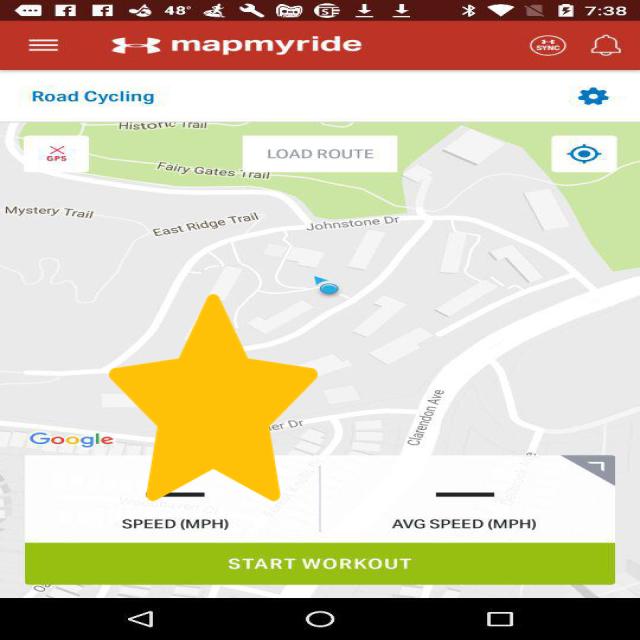 48°
7:38
mapmyride
SYNC
Road Cycling
Historic Trail
GPS
LOAD ROUTE
Fairy Gates Trail
Mystery Trail
East Ridge Trail
Johnstone Dr
Clarendon Ave
Dr
Google
SPEED (MPH)
AVG SPEED (MPH)
START WORKOUT